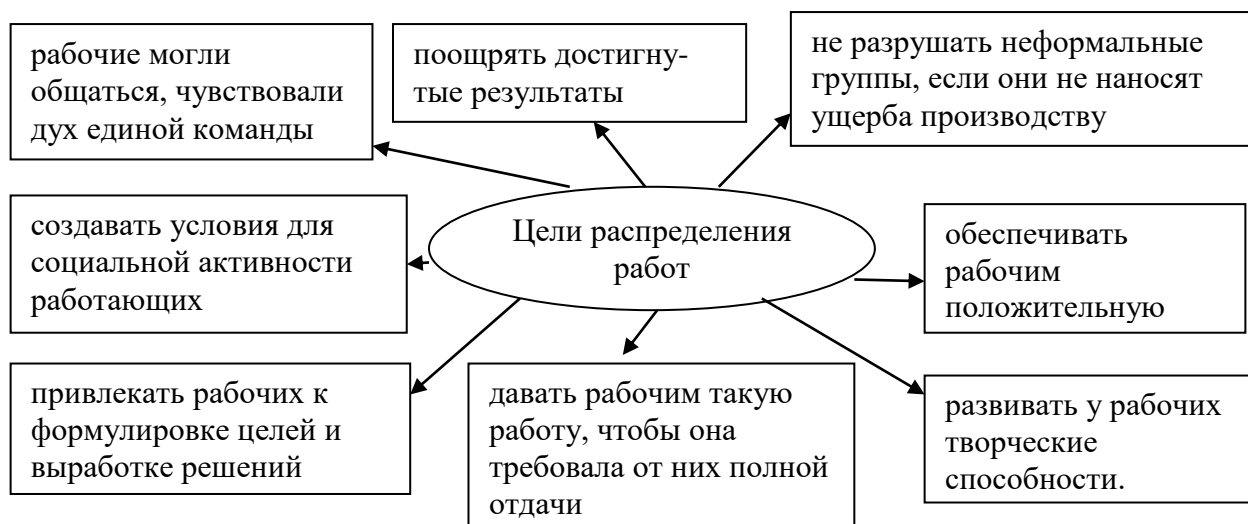 рабочие могли
общаться, чувствовали
дух единой команды
поощрять достигну-
тые результаты
не разрушать неформальные
группы, если они не наносят
ущерба производству
создавать условия для
социальной активности
работающих
Цели распределения
работ
обеспечивать
рабочим
положительную
привлекать рабочих к
формулировке целей и
выработке решений
давать рабочим такую
работу, чтобы она
требовала от них полной
отдачи
развивать у рабочих
творческие
способности.